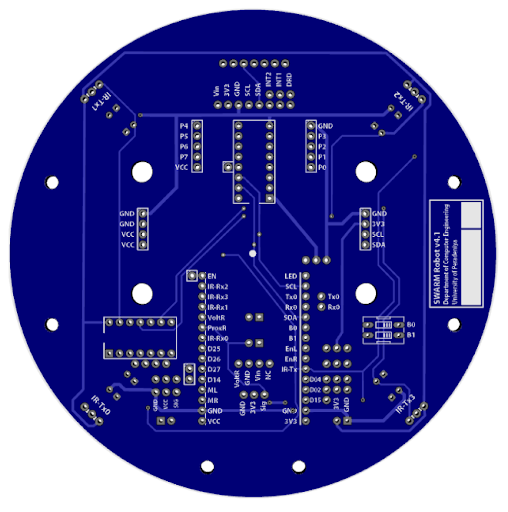 Vin
3V3
GND
SCL
SDA
INT2
INT1
DRD
IR-Tx1
IR-Tx2
P4
P5
P6
P7
VCC
GND
P3
P2
P1
P0
GND
GND
VCC
VCC
GND
3V3
SCL
SDA
SWARM Robot v4.1
Department of Computer Engineering
University of Peradeniya
EN
IR-Rx2
IR-Rx3
IR-Rx1
VoltR
ProxR
IR-Rx0
D25
D26
D27
D14
ML
MR
GND
VCC
LED
SCL
Tx0
Rx0
SDA
B0
B1
EnL
EnR
IR-Tx
D04
D02
D15
GND
3V3
Tx0
Rx0
B0
B1
VoltR
GND
Vin
NC
GND
3V3
Sig
GND
VCC
SIG
3V3
GND
IR-Tx0
IR-Tx3